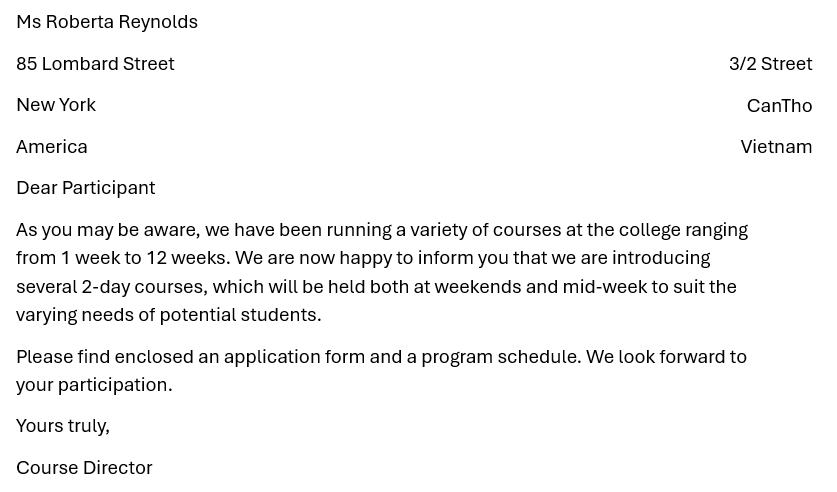 Ms Roberta Reynolds
85 Lombard Street 3/2 Street
New York CanTho
America Vietnam
Dear Participant
As you may be aware, we have been running a variety of courses at the college ranging
from 1 week to 12 weeks. We are now happy to inform you that we are introducing
several 2-day courses, which will be held both at weekends and mid-week to suit the
varying needs of potential students.
Please find enclosed an application form and a program schedule. We look forward to
your participation.
Yours truly,
Course Director